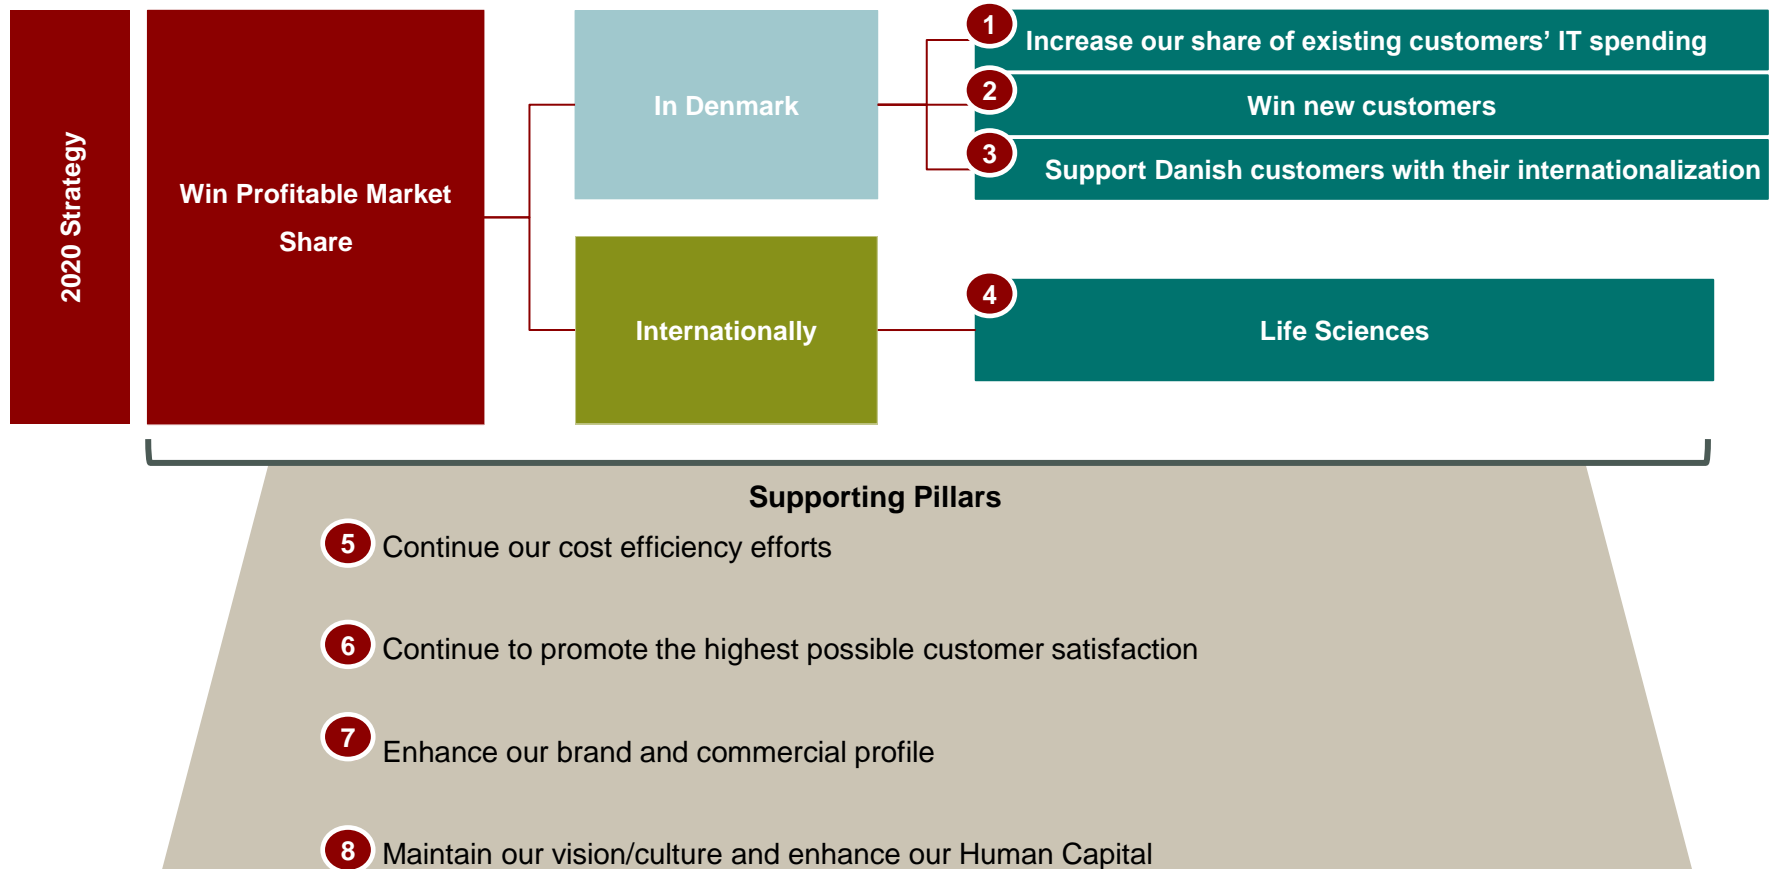 2020 Strategy
Win Profitable Market
Share
In Denmark
1
Increase our share of existing customers’ IT spending
2
Win new customers
3
Support Danish customers with their internationalization
Internationally
4
Life Sciences
Supporting Pillars
5 Continue our cost efficiency efforts
6 Continue to promote the highest possible customer satisfaction
7 Enhance our brand and commercial profile
8 Maintain our vision/culture and enhance our Human Capital